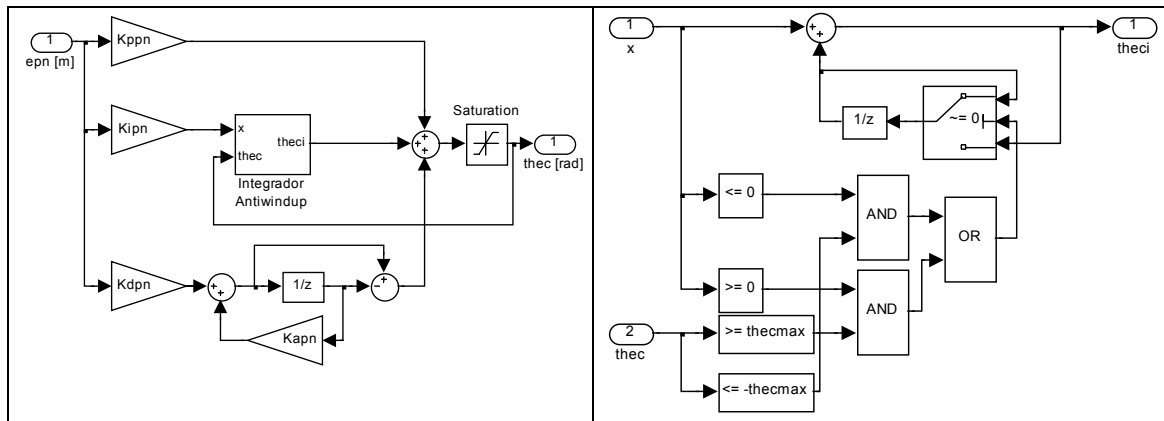 1
epn [m]
Kppn
Kipn
x
thec
theci
Integrador
Antiwindup
Saturation
1
thec [rad]
+
+
+
Kdpn
+
+
1/z
-
+
Kapn
1
x
+
+
1
theci
1/z
~= 0
<= 0
AND
OR
>= 0
AND
2
thec
>= thecmax
<= -thecmax